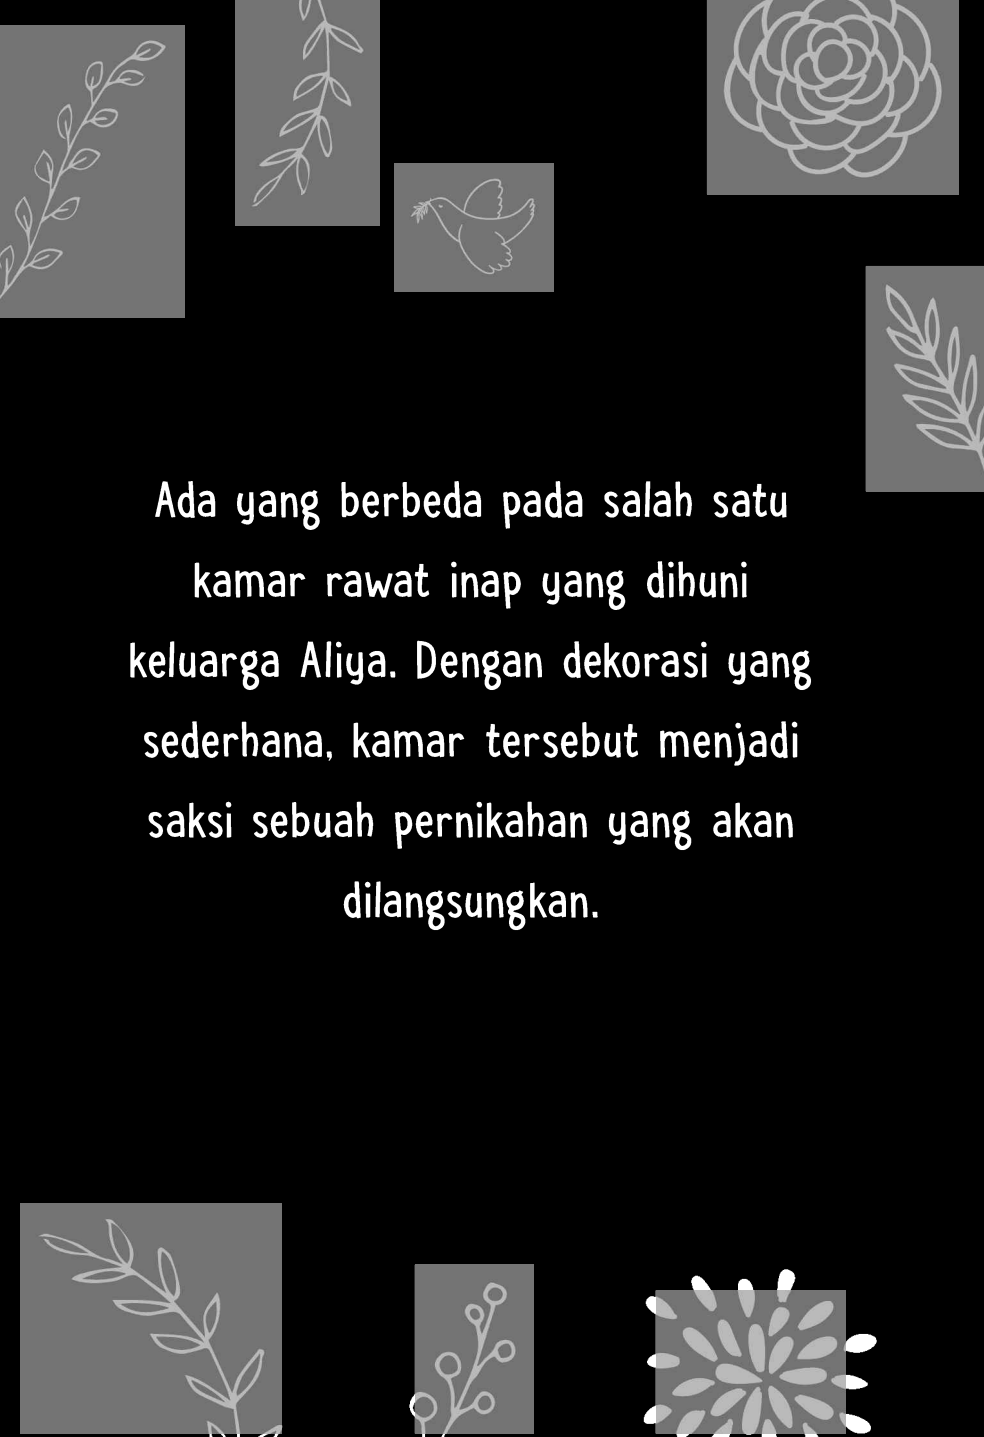 Ada yang berbeda pada salah satu
kamar rawat inap yang dihuni
keluarga Aliya. Dengan dekorasi yang
sederhana, kamar tersebut menjadi
saksi sebuah pernikahan yang akan
dilangsungkan.